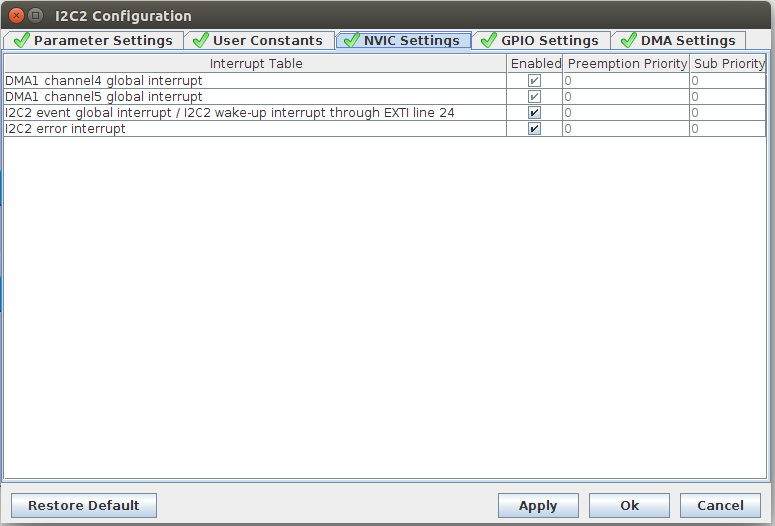 I2C2 Configuration
Parameter Settings User Constants NVIC Settings GPIO Settings DMA Settings
Interrupt Table Enabled Preemption Priority Sub Priority
DMA1 channel4 global interrupt 0 0
DMA1 channel5 global interrupt 0 0
I2C2 event global interrupt / I2C2 wake-up interrupt through EXTI line 24 0 0
I2C2 error interrupt 0 0
Restore Default Apply Ok Cancel